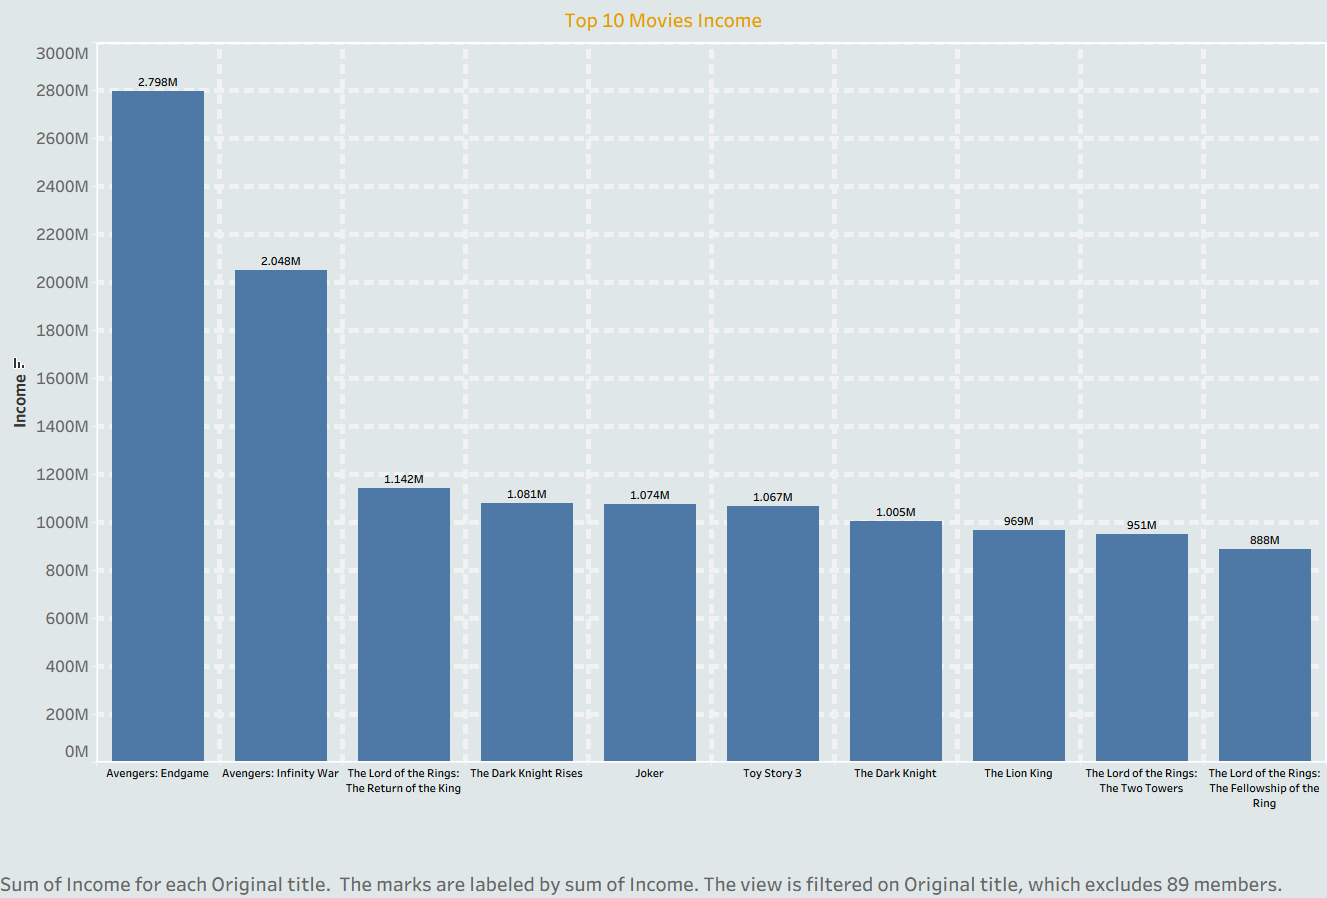 Top 10 Movies Income
3000M
2800M
2600M
2400M
2200M
2000M
1800M
1600M
1400M
1200M
1000M
800M
600M
400M
200M
0M
Income
2.798M
2.048M
1.142M
1.081M
1.074M
1.067M
1.005M
969M
951M
888M
Avengers: Endgame
Avengers: Infinity War
The Lord of the Rings:
The Return of the King
The Dark Knight Rises
Joker
Toy Story 3
The Dark Knight
The Lion King
The Lord of the Rings:
The Two Towers
The Lord of the Rings:
The Fellowship of the
Ring
Sum of Income for each Original title.  The marks are labeled by sum of Income. The view is filtered on Original title, which excludes 89 members.